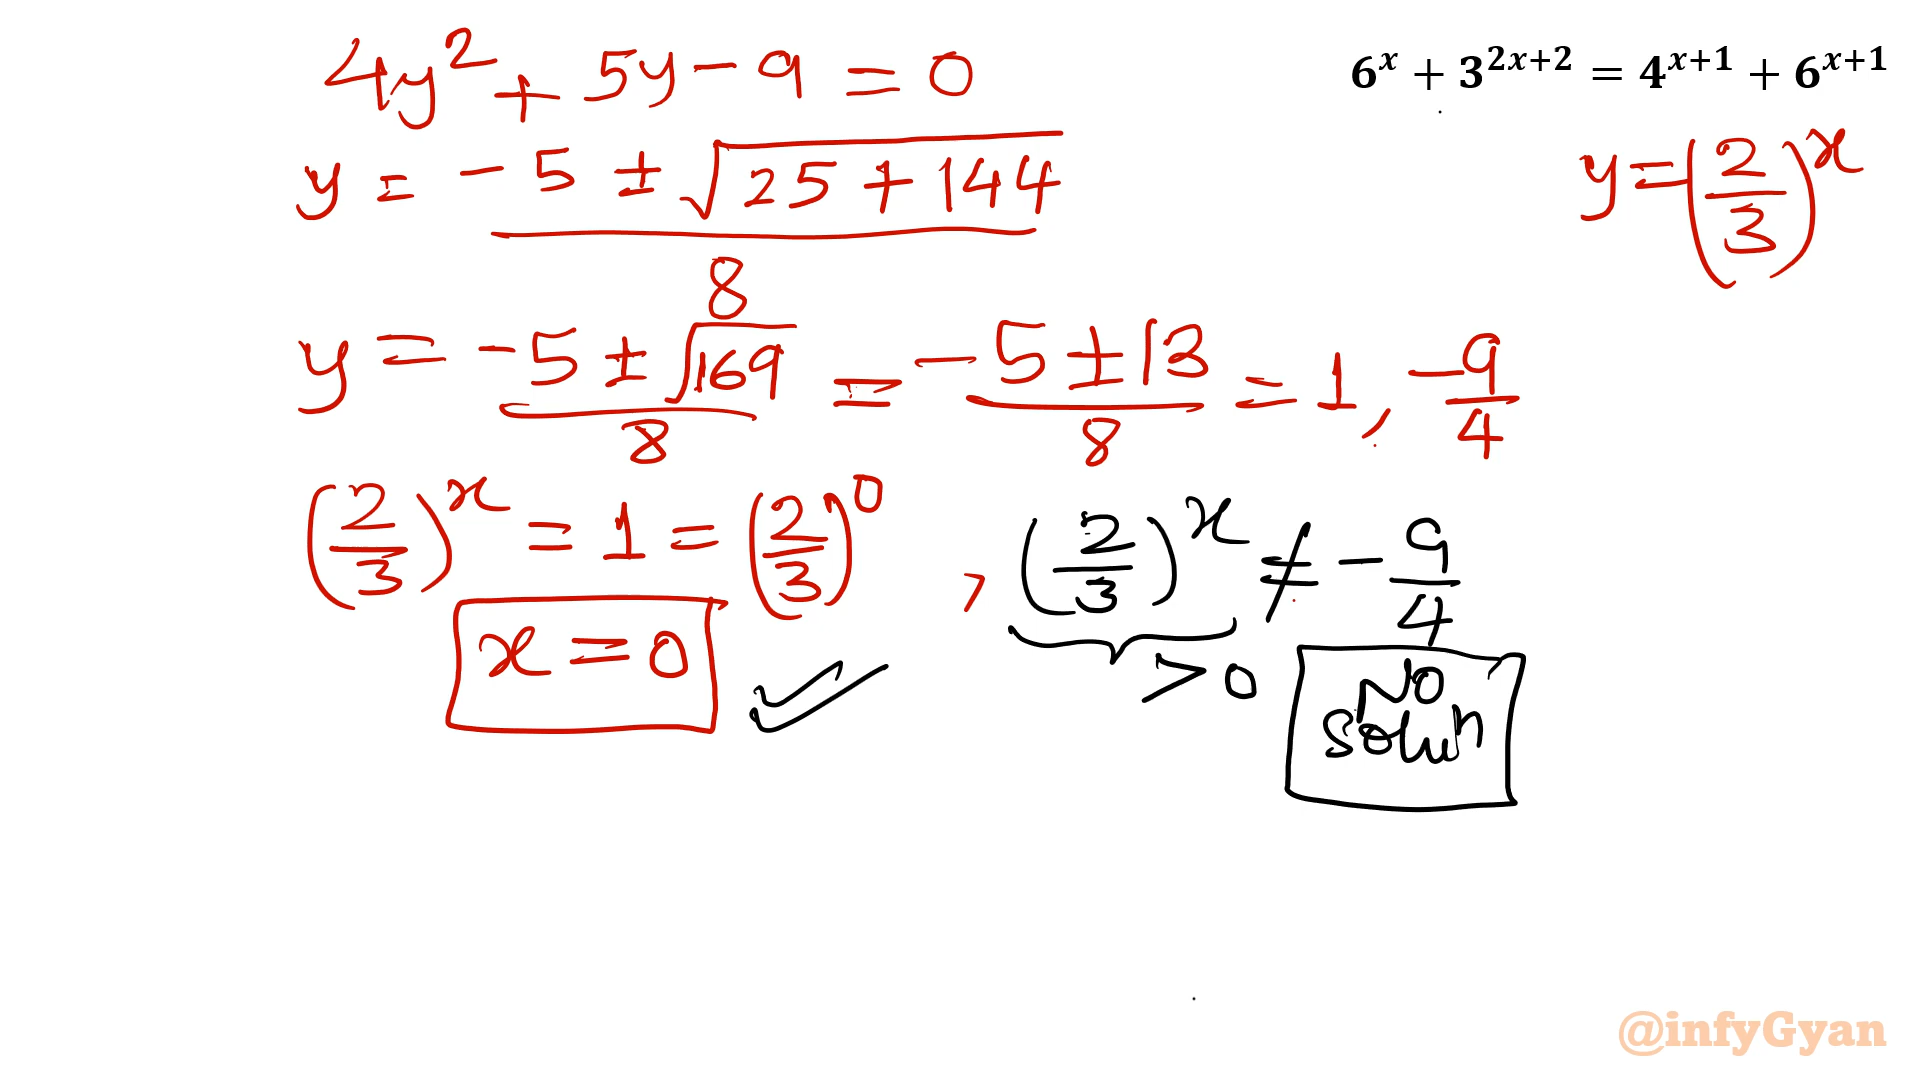 6^x + 3^{2x+2} = 4^{x+1} + 6^{x+1}
y = (2/3)^x
4y² + 5y - 9 = 0
y = (-5 ± √(25 + 144))/8
y = (-5 ± √169)/8 = (-5 ± 13)/8 = 1, -9/4
(2/3)^x = 1 = (2/3)^0 , (2/3)^x ≠ -9/4
x = 0
> 0
No
Solun
@infyGyan